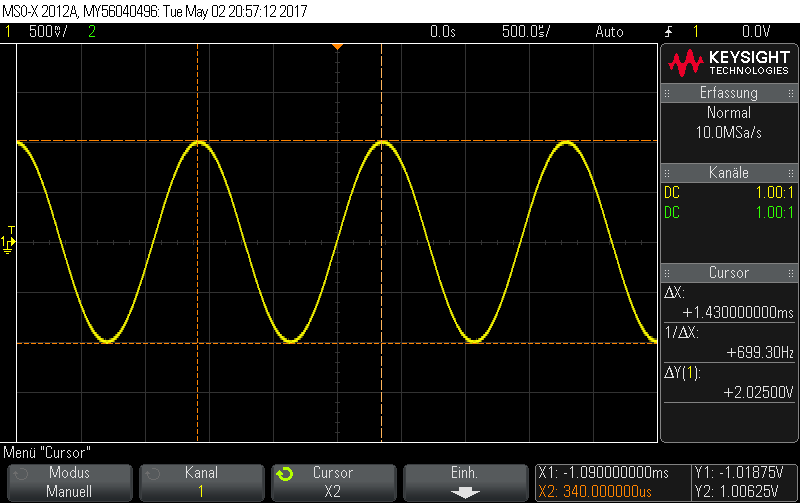 MSO-X 2012A, MY56040496: Tue May 02 20:57:12 2017
1 500mV/ 2 0.0s 500.0us/ Auto 1 0.0V
KEYSIGHT
TECHNOLOGIES
Erfassung
Normal
10.0MSa/s
Kanäle
DC 1.00:1
DC 1.00:1
Cursor
ΔX:
+1.430000000ms
1/ΔX:
+699.30Hz
ΔY(1):
+2.02500V
T
1
Menü "Cursor"
Modus
Manuell
Kanal
1
Cursor
X2
Einh.
X1: -1.090000000ms
X2: 340.000000us
Y1: -1.01875V
Y2: 1.00625V